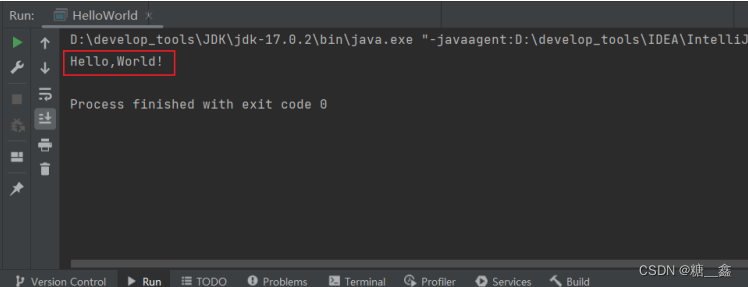 Run: HelloWorld ×
D:\develop_tools\JDK\jdk-17.0.2\bin\java.exe "-javaagent:D:\develop_tools\IDEA\IntelliJ
Hello,World!
Process finished with exit code 0
Version Control Run TODO Problems Terminal Profiler Services Build
CSDN @糖__鑫